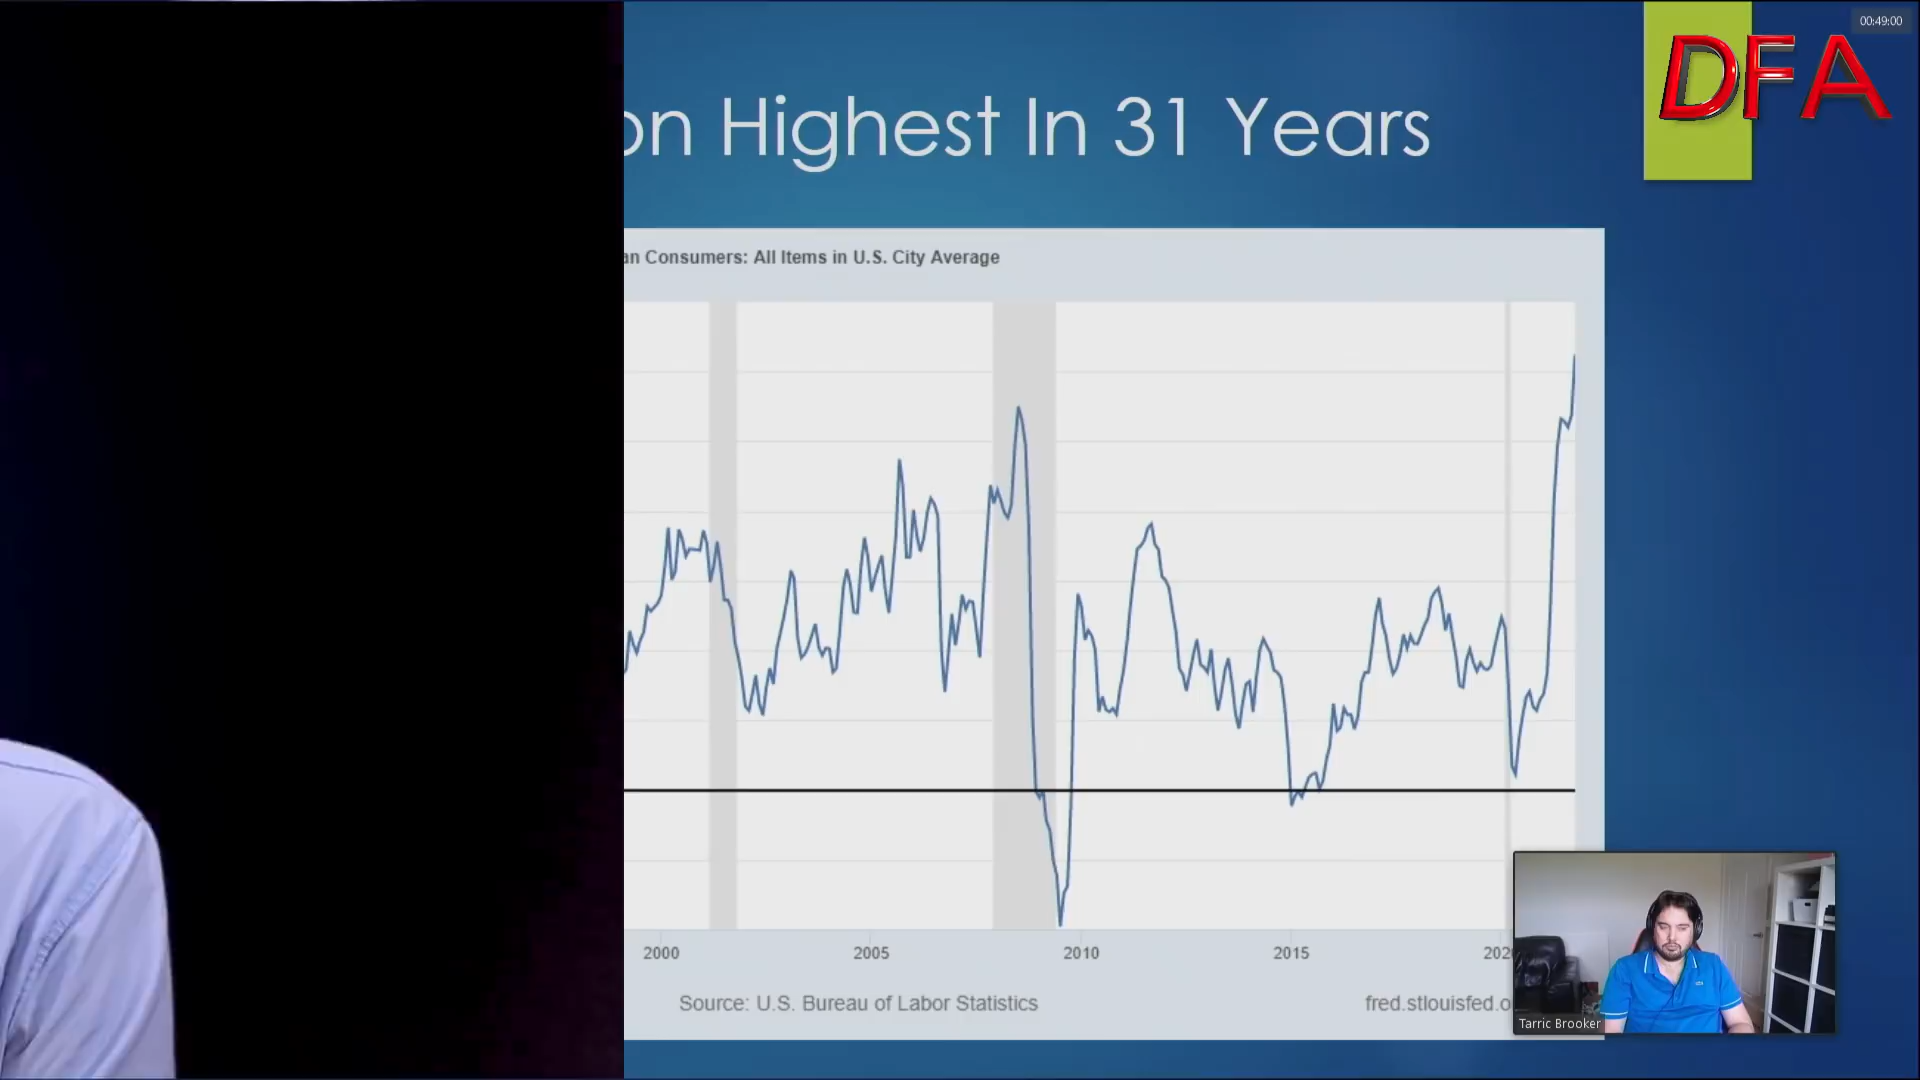 00:49:00
DFA
on Highest In 31 Years
an Consumers: All Items in U.S. City Average
2000 2005 2010 2015 202
Source: U.S. Bureau of Labor Statistics
fred.stlouisfed.o
Tarric Brooker